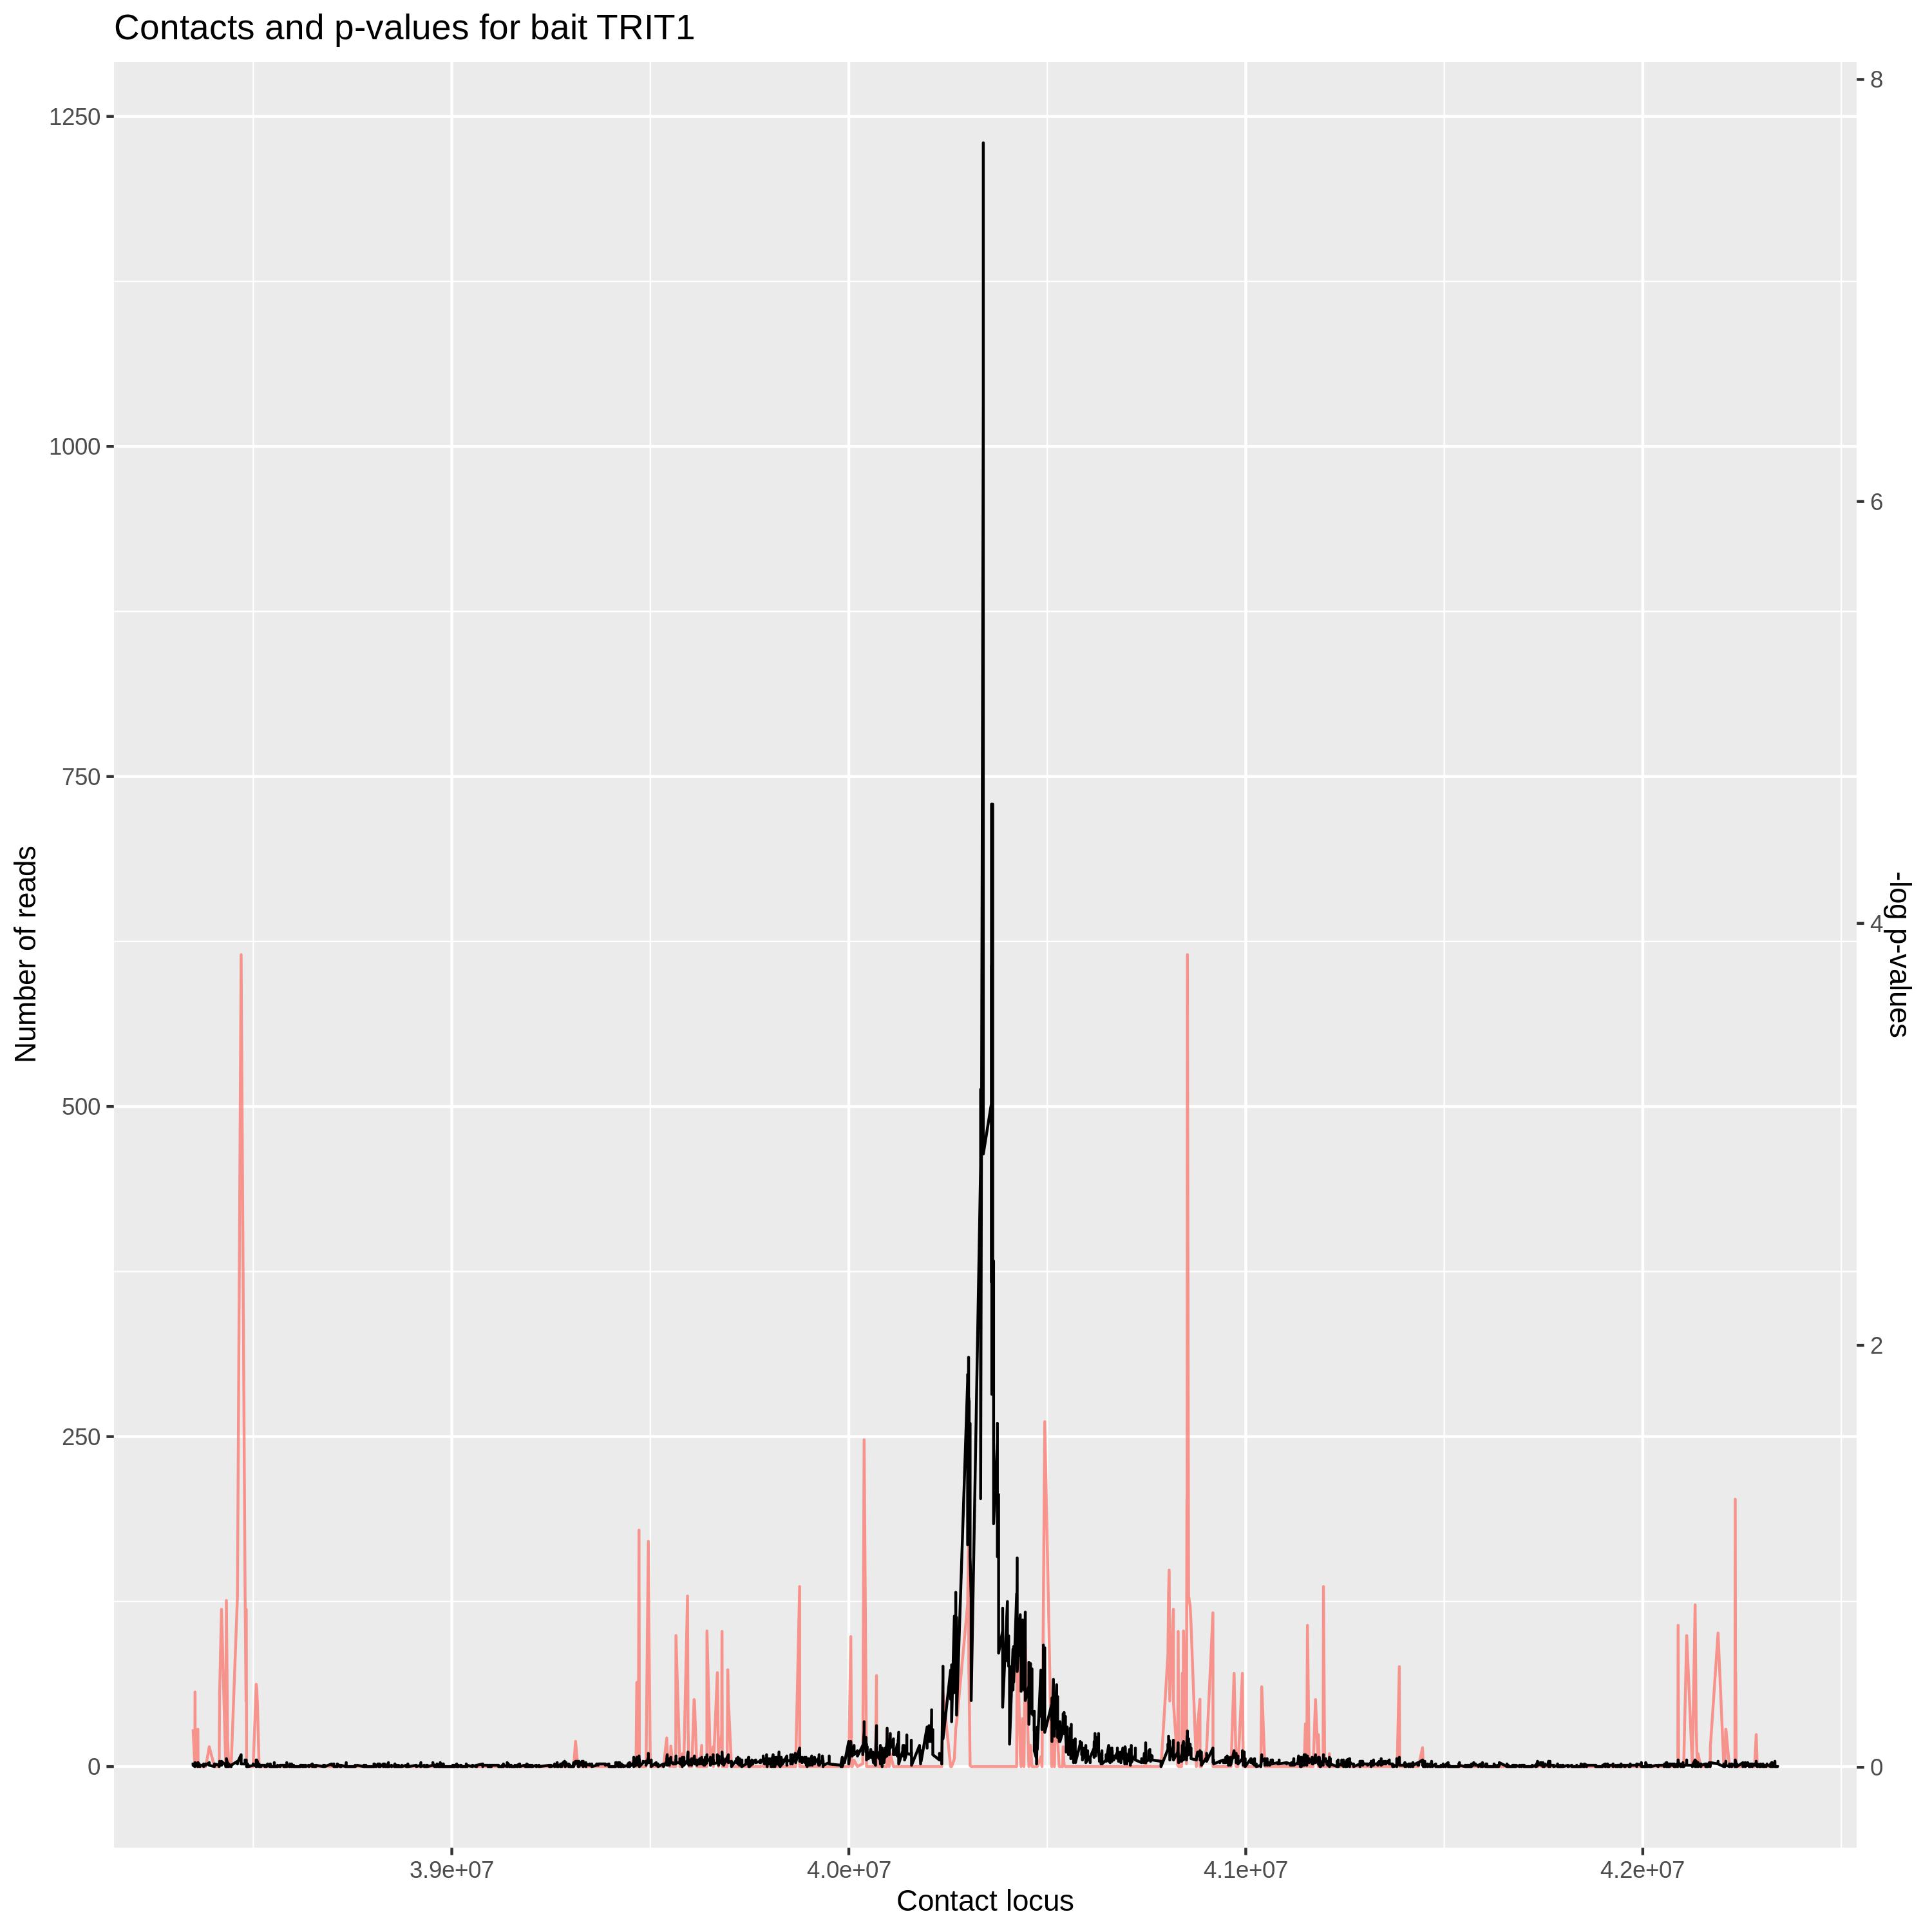 Contacts and p-values for bait TRIT1
1250
1000
750
500
250
0
Number of reads
8
6
4
2
0
-log p-values
3.9e+07
4.0e+07
4.1e+07
4.2e+07
Contact locus